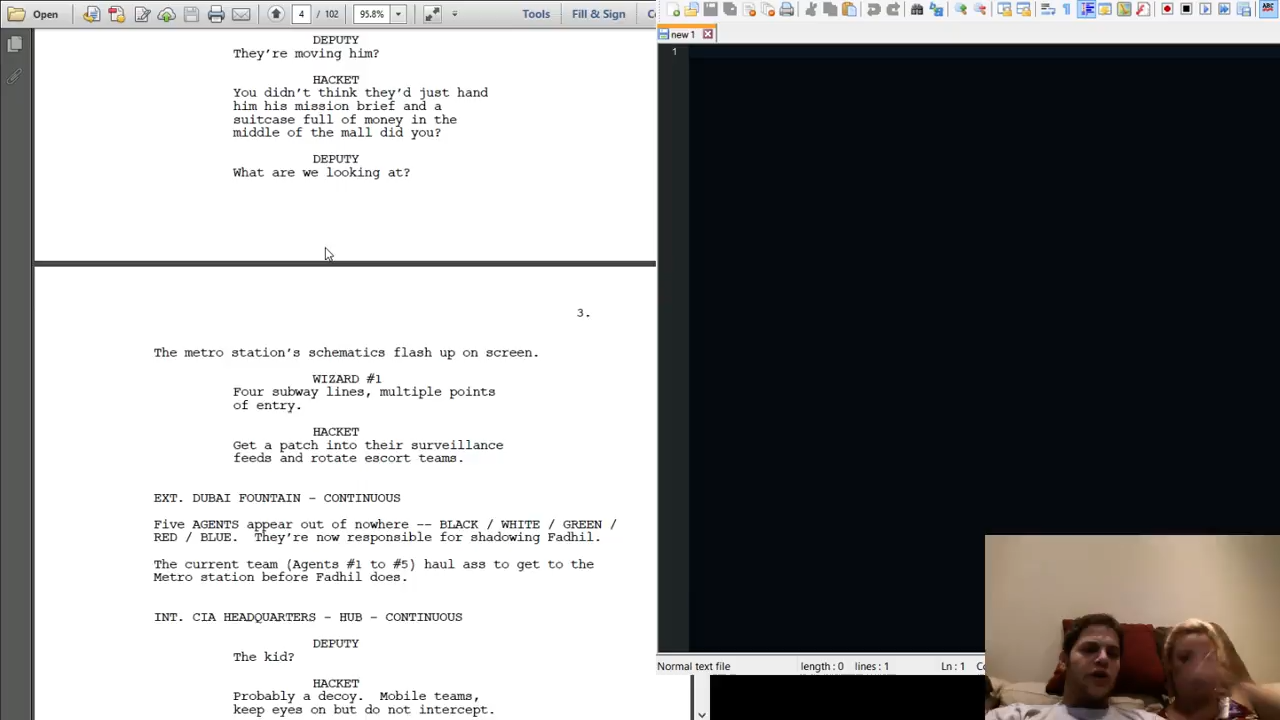 Open
4
/ 102
95.8%
Tools
Fill & Sign
new 1
1
DEPUTY
They're moving him?
HACKET
You didn't think they'd just hand
him his mission brief and a
suitcase full of money in the
middle of the mall did you?
DEPUTY
What are we looking at?
3.
The metro station's schematics flash up on screen.
WIZARD #1
Four subway lines, multiple points
of entry.
HACKET
Get a patch into their surveillance
feeds and rotate escort teams.
EXT. DUBAI FOUNTAIN - CONTINUOUS
Five AGENTS appear out of nowhere -- BLACK / WHITE / GREEN /
RED / BLUE.  They're now responsible for shadowing Fadhil.
The current team (Agents #1 to #5) haul ass to get to the
Metro station before Fadhil does.
INT. CIA HEADQUARTERS - HUB - CONTINUOUS
DEPUTY
The kid?
HACKET
Probably a decoy.  Mobile teams,
keep eyes on but do not intercept.
Normal text file
length : 0
lines : 1
Ln : 1